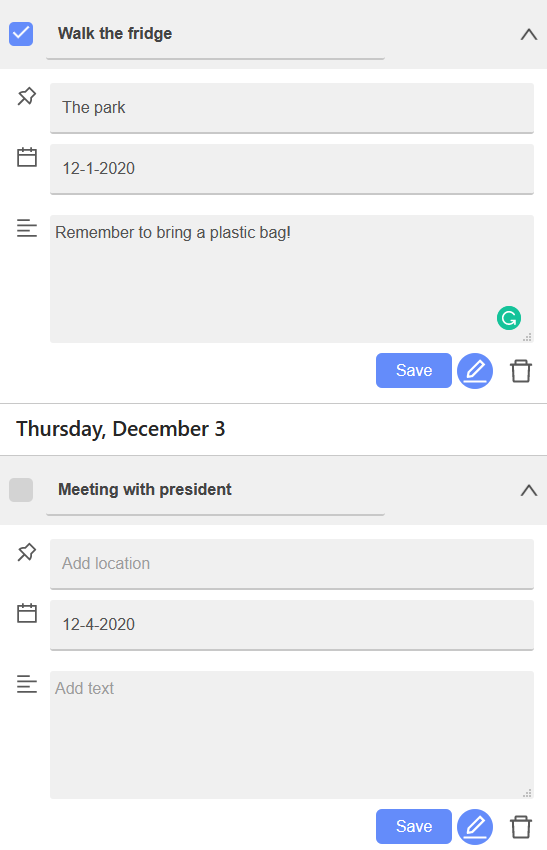 Walk the fridge
The park
12-1-2020
Remember to bring a plastic bag!
Save
Thursday, December 3
Meeting with president
Add location
12-4-2020
Add text
Save